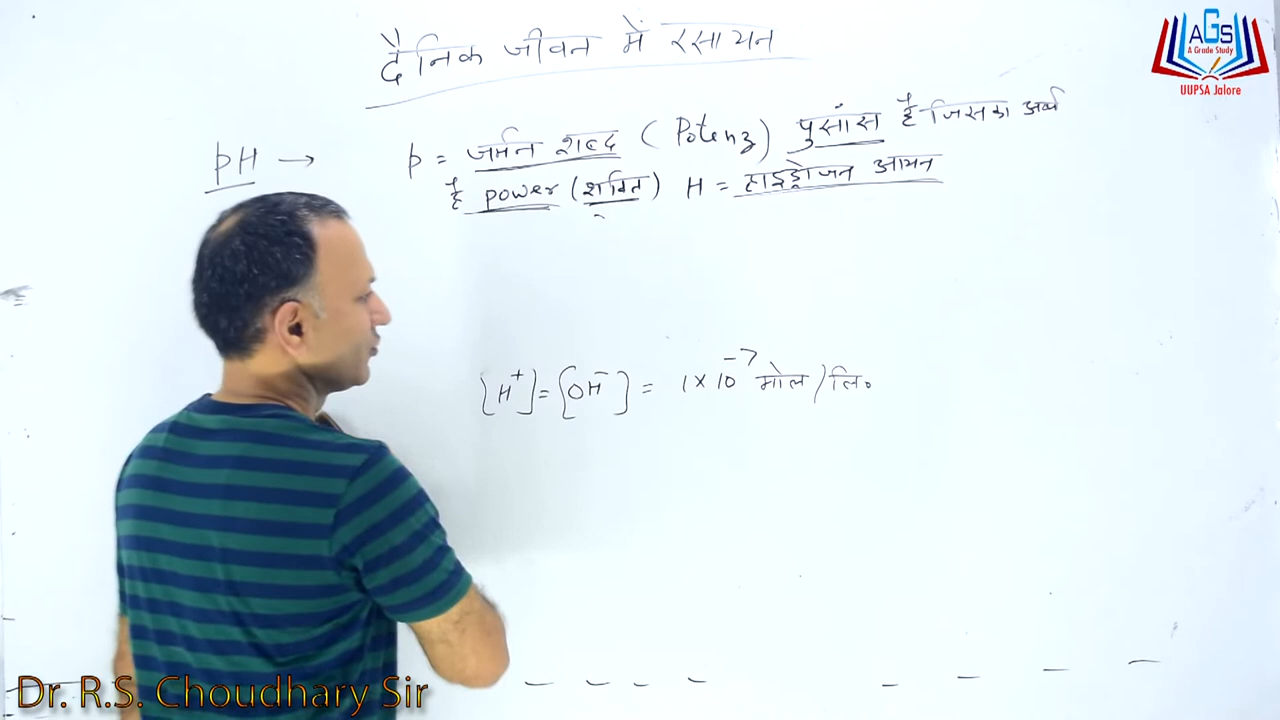 दैनिक जीवन में रसायन
AGS
A Grade Study
UUPSA Jalore
pH → p = जर्मन शब्द (Potenz) पुसांस है जिसका अर्थ
है power (शक्ति) H = हाइड्रोजन आयन
[H⁺] = [OH⁻] = 1 × 10⁻⁷ मोल / लि०
Dr. R.S. Choudhary Sir